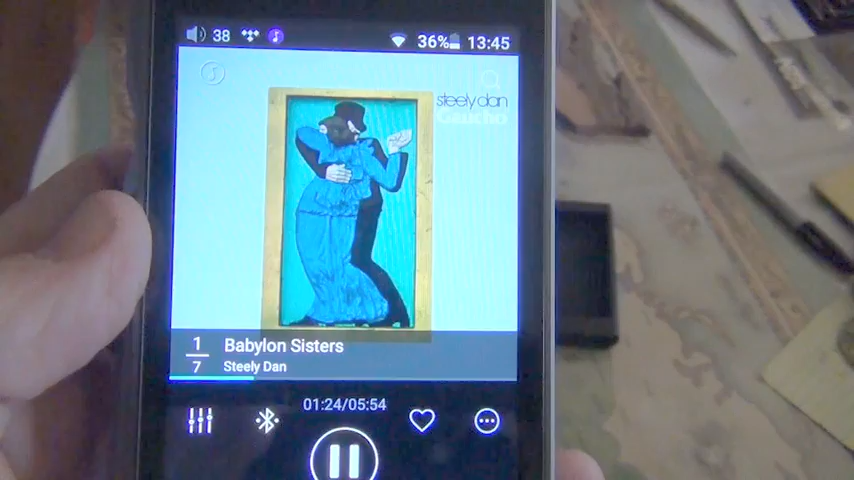 38
36%
13:45
steely dan
Gaucho
1
7
Babylon Sisters
Steely Dan
01:24/05:54